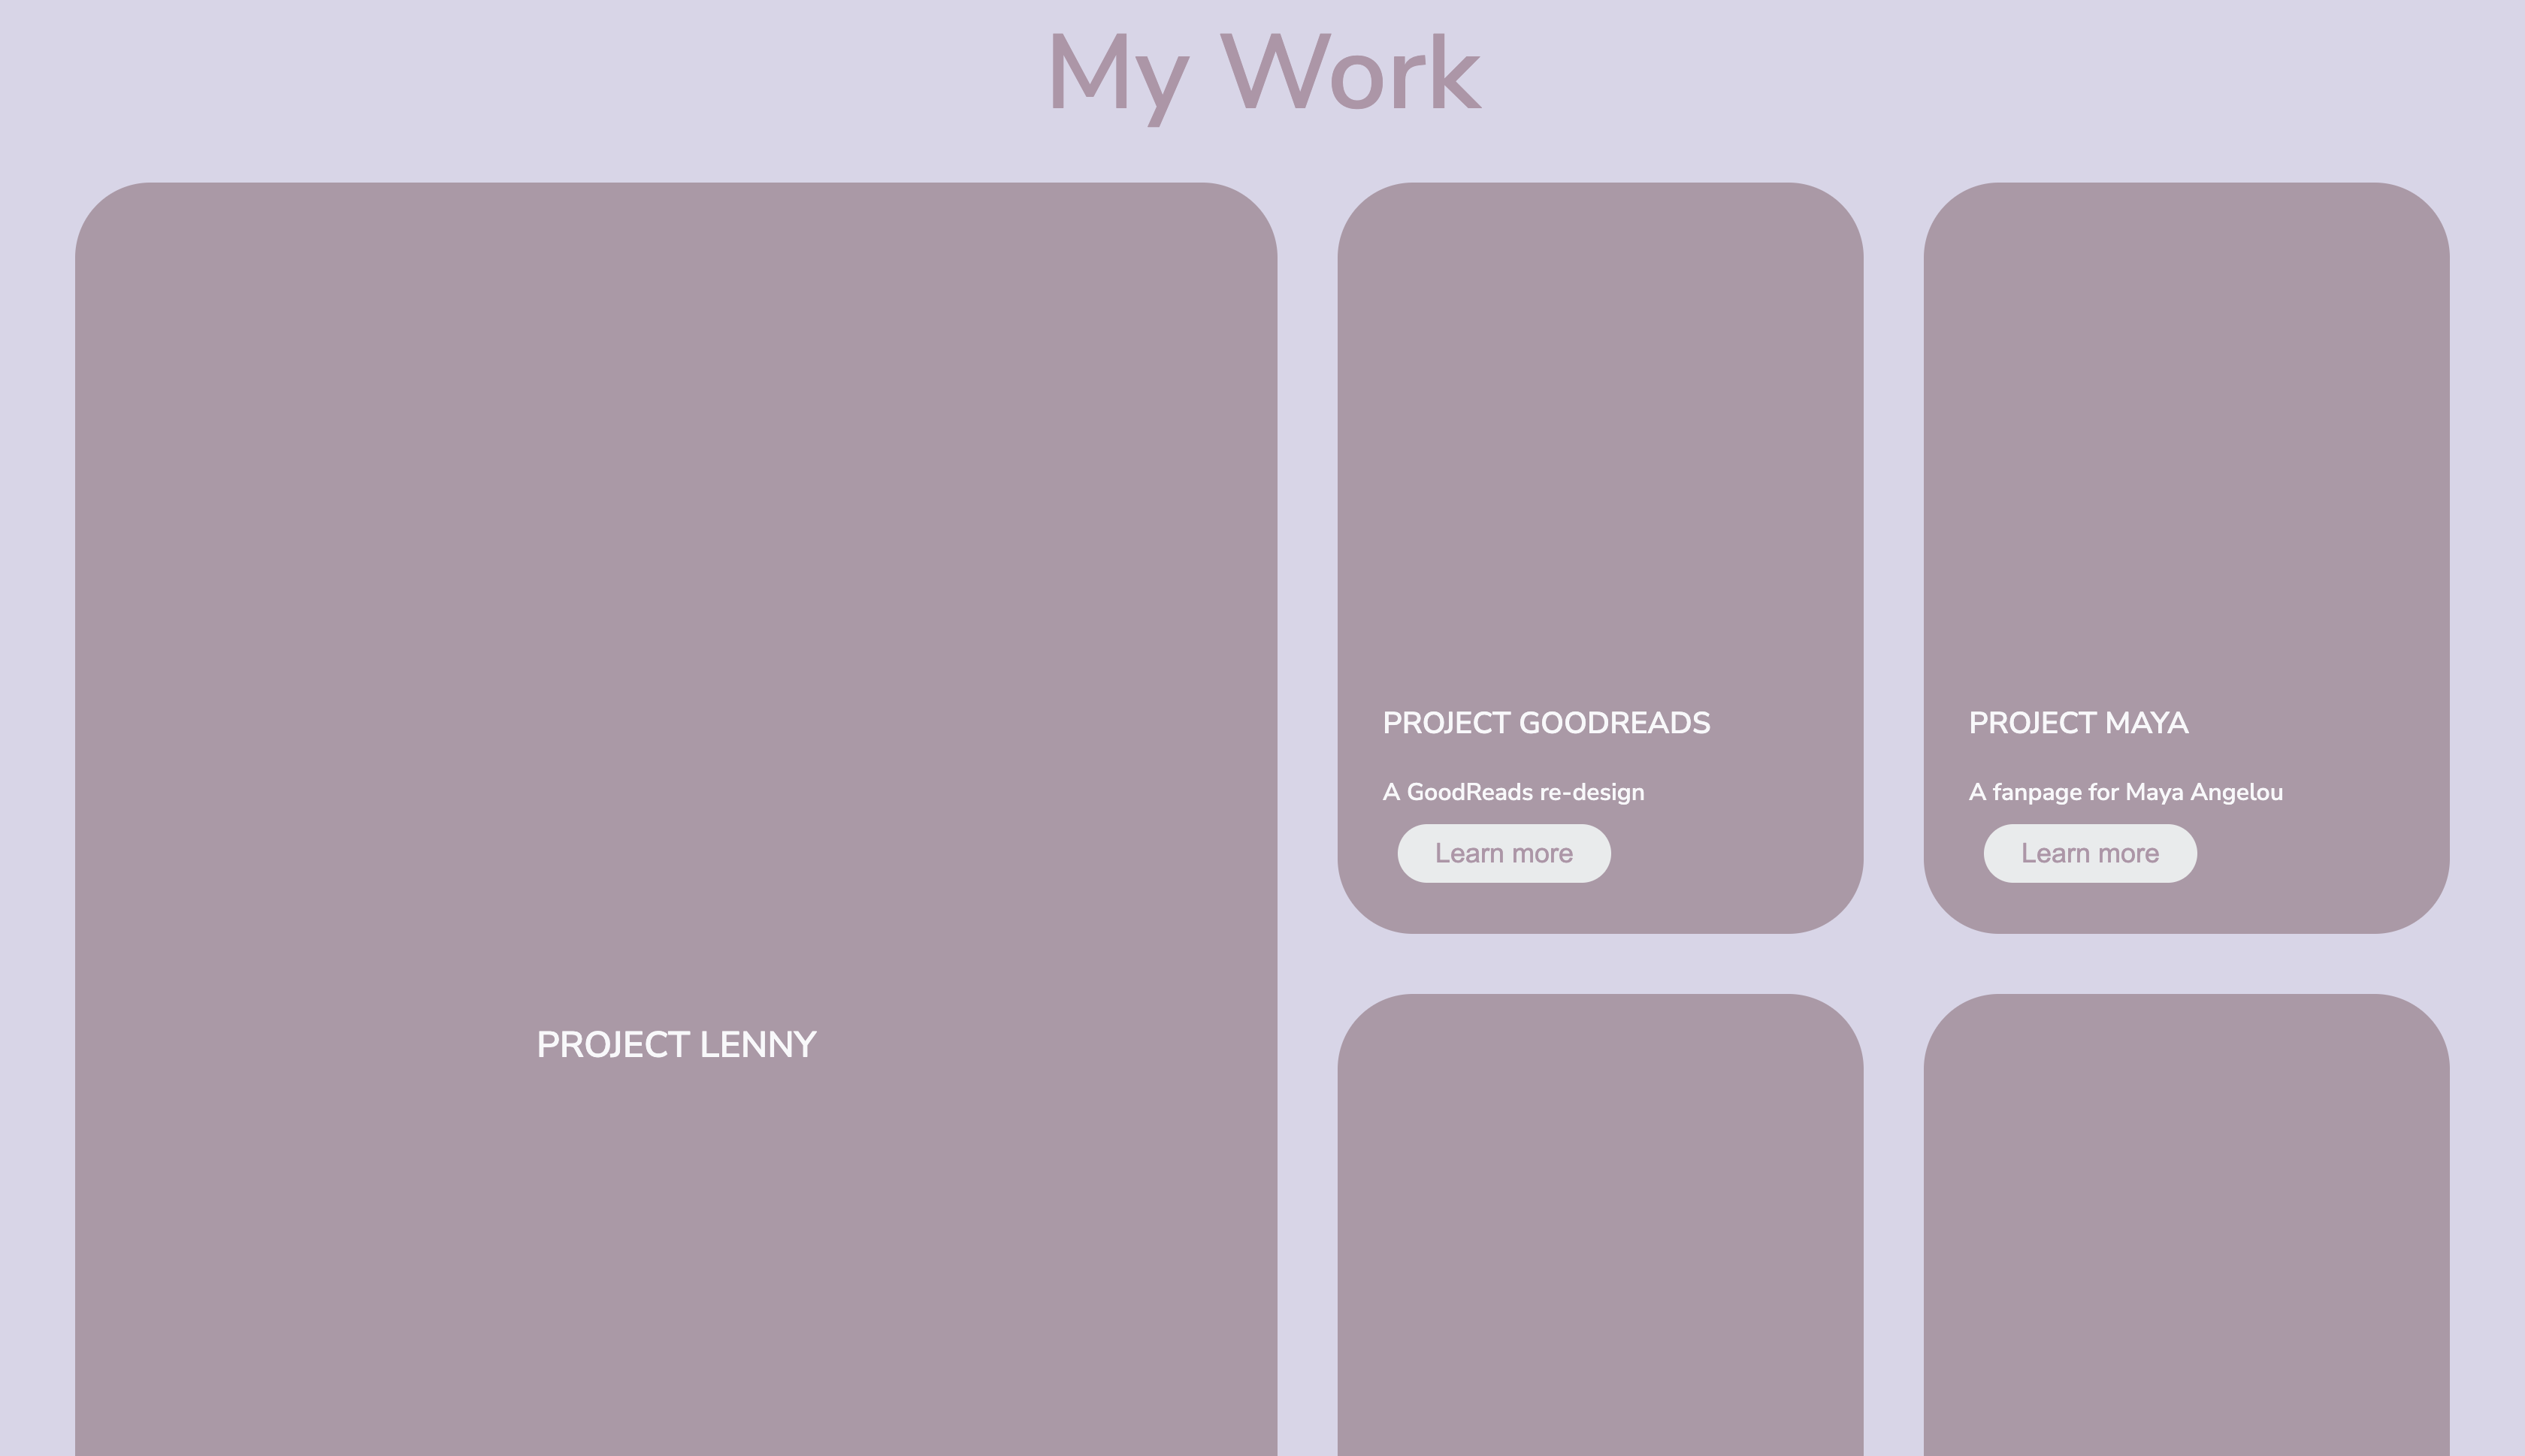 My Work
PROJECT LENNY
PROJECT GOODREADS
A GoodReads re-design
Learn more
PROJECT MAYA
A fanpage for Maya Angelou
Learn more